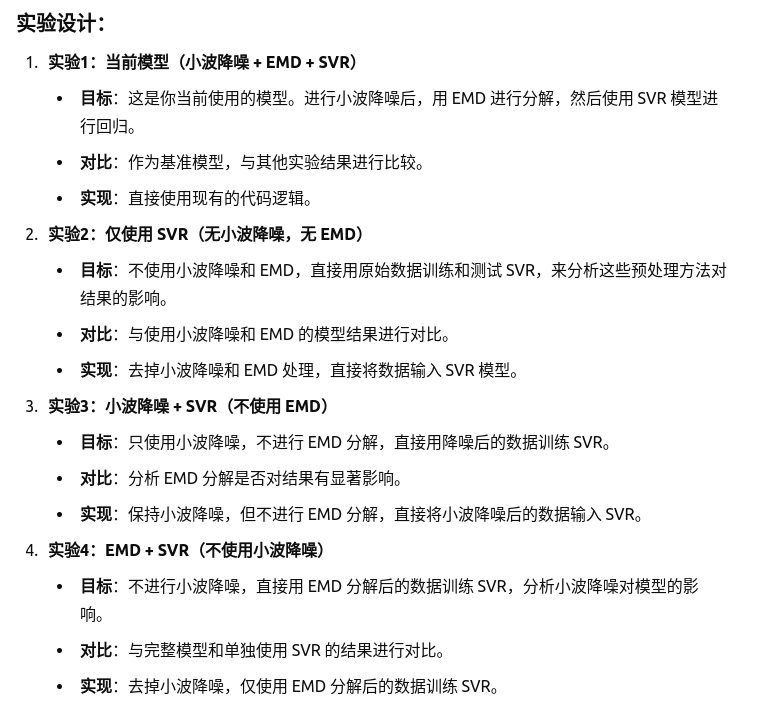 实验设计：
1. 实验1：当前模型（小波降噪 + EMD + SVR）
• 目标：这是你当前使用的模型。进行小波降噪后，用 EMD 进行分解，然后使用 SVR 模型进
行回归。
• 对比：作为基准模型，与其他实验结果进行比较。
• 实现：直接使用现有的代码逻辑。
2. 实验2：仅使用 SVR（无小波降噪，无 EMD）
• 目标：不使用小波降噪和 EMD，直接用原始数据训练和测试 SVR，来分析这些预处理方法对
结果的影响。
• 对比：与使用小波降噪和 EMD 的模型结果进行对比。
• 实现：去掉小波降噪和 EMD 处理，直接将数据输入 SVR 模型。
3. 实验3：小波降噪 + SVR（不使用 EMD）
• 目标：只使用小波降噪，不进行 EMD 分解，直接用降噪后的数据训练 SVR。
• 对比：分析 EMD 分解是否对结果有显著影响。
• 实现：保持小波降噪，但不进行 EMD 分解，直接将小波降噪后的数据输入 SVR。
4. 实验4：EMD + SVR（不使用小波降噪）
• 目标：不进行小波降噪，直接用 EMD 分解后的数据训练 SVR，分析小波降噪对模型的影
响。
• 对比：与完整模型和单独使用 SVR 的结果进行对比。
• 实现：去掉小波降噪，仅使用 EMD 分解后的数据训练 SVR。